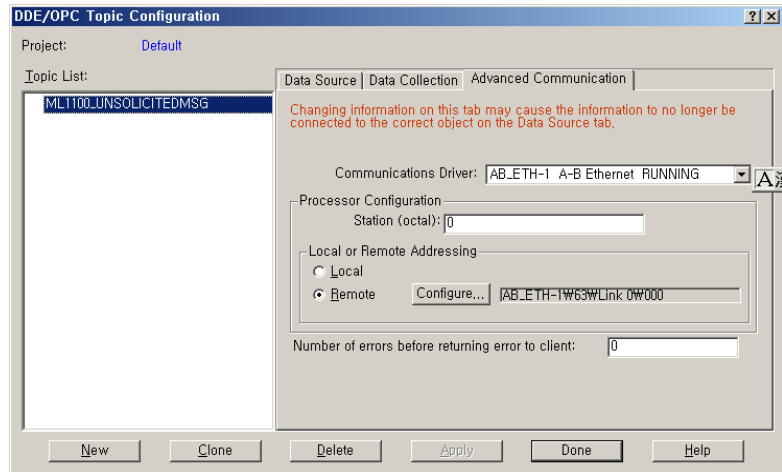 DDE/OPC Topic Configuration
Project: Default
Topic List:
ML1100_UNSOLICITEDMSG
Data Source Data Collection Advanced Communication
Changing information on this tab may cause the information to no longer be
connected to the correct object on the Data Source tab,
Communications Driver: AB_ETH-1 A-B Ethernet RUNNING
A
Processor Configuration
Station (octal): 0
Local or Remote Addressing
Local
Remote Configure... AB_ETH-1₩63₩Link 0₩000
Number of errors before returning error to client: 0
New Clone Delete Apply Done Help